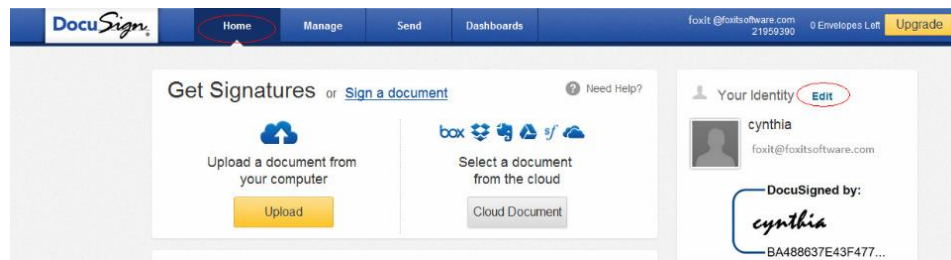 DocuSign
Home Manage Send Dashboards
foxit @foxitsoftware.com
21959390
0 Envelopes Left
Upgrade
Get Signatures or Sign a document
Need Help?
Upload a document from
your computer
Upload
box
sf
Select a document
from the cloud
Cloud Document
Your Identity Edit
cynthia
foxit@foxitsoftware.com
DocuSigned by:
cynthia
BA488637E43F477...